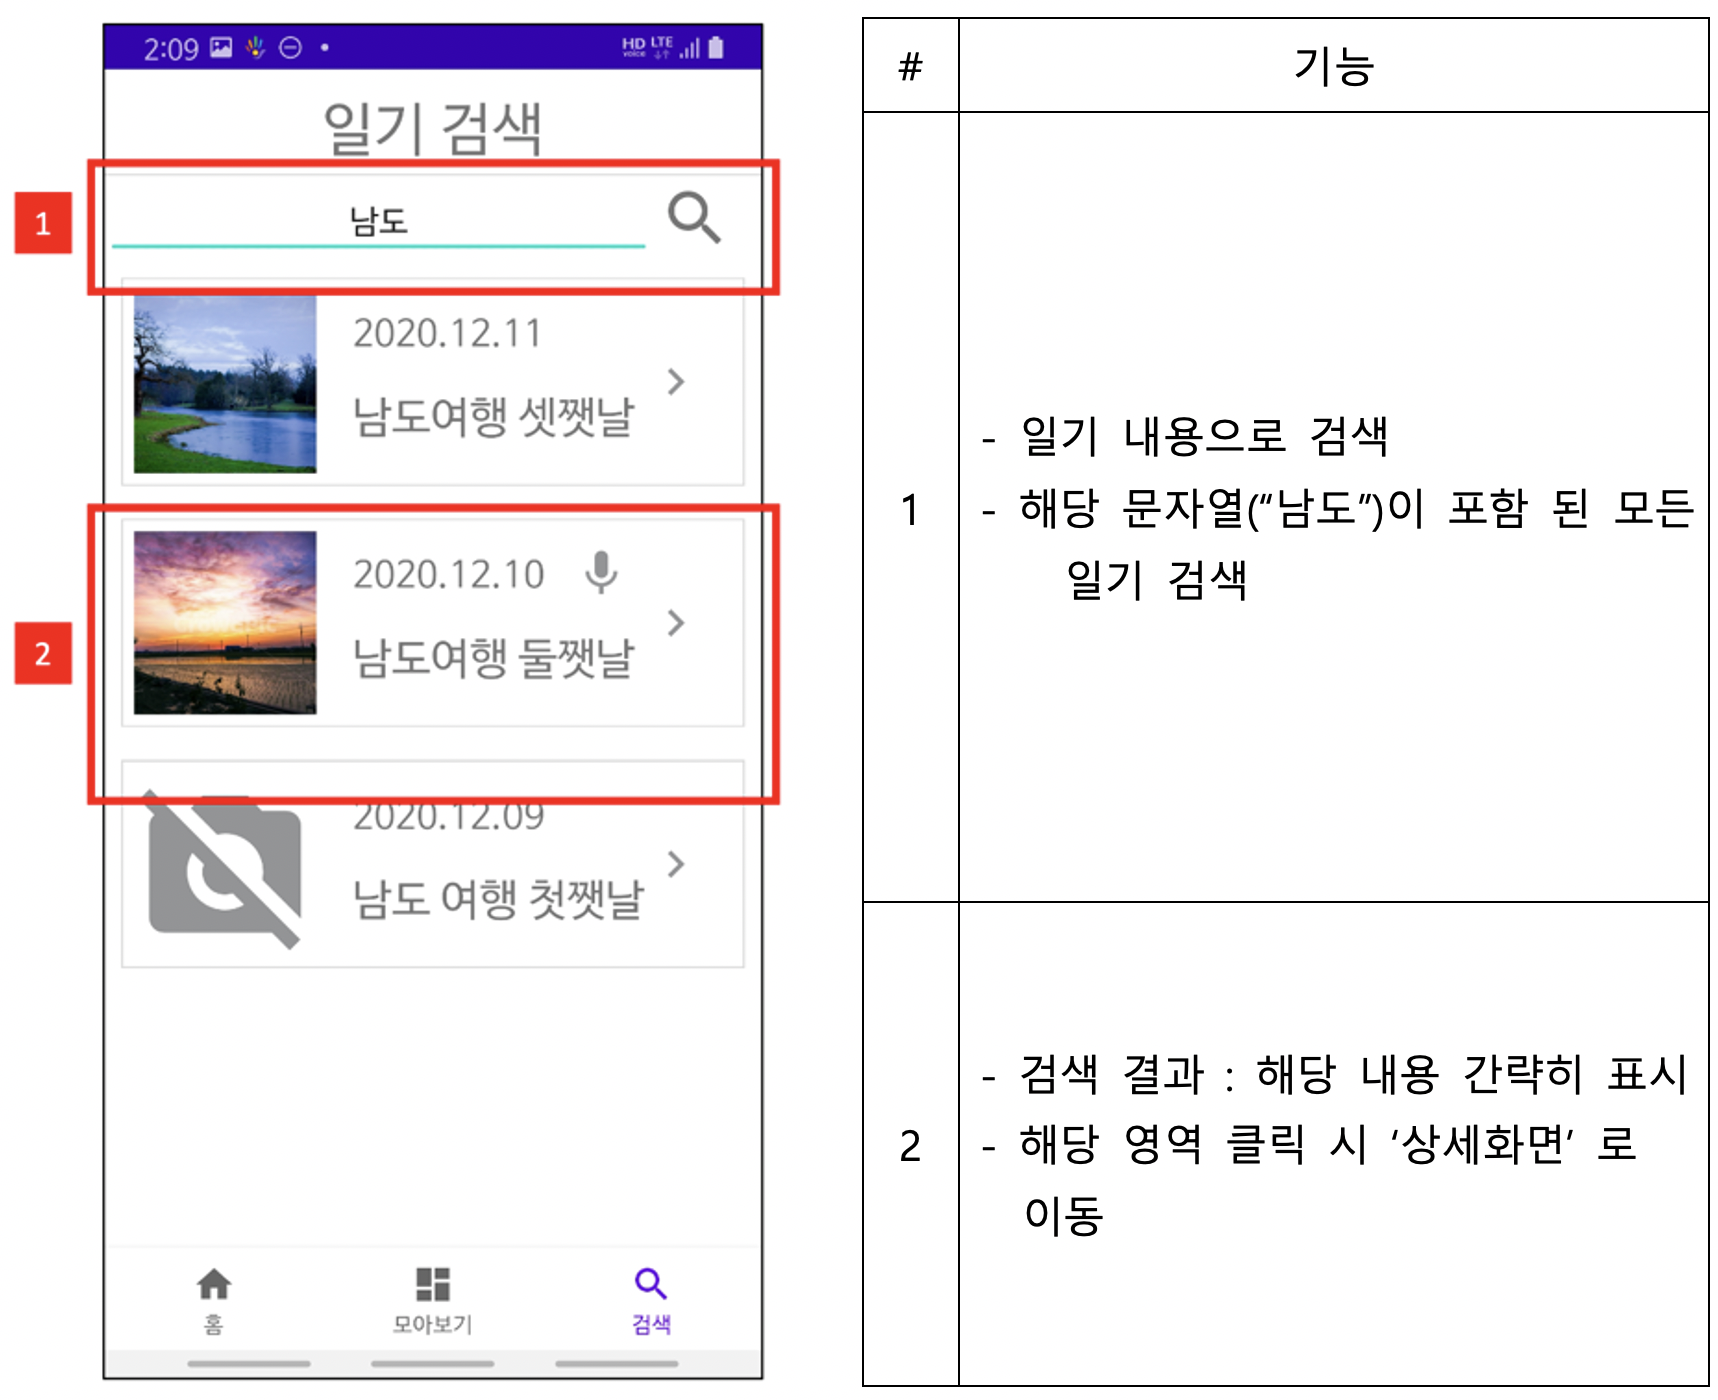 2:09
HD LTE
voice
일기 검색
1
남도
2020.12.11
남도여행 셋쨋날
2
2020.12.10
남도여행 둘쨋날
2020.12.09
남도 여행 첫쨋날
홈
모아보기
검색
# 기능
1
- 일기 내용으로 검색
- 해당 문자열(“남도”)이 포함 된 모든
일기 검색
2
- 검색 결과 : 해당 내용 간략히 표시
- 해당 영역 클릭 시 ‘상세화면’ 로
이동